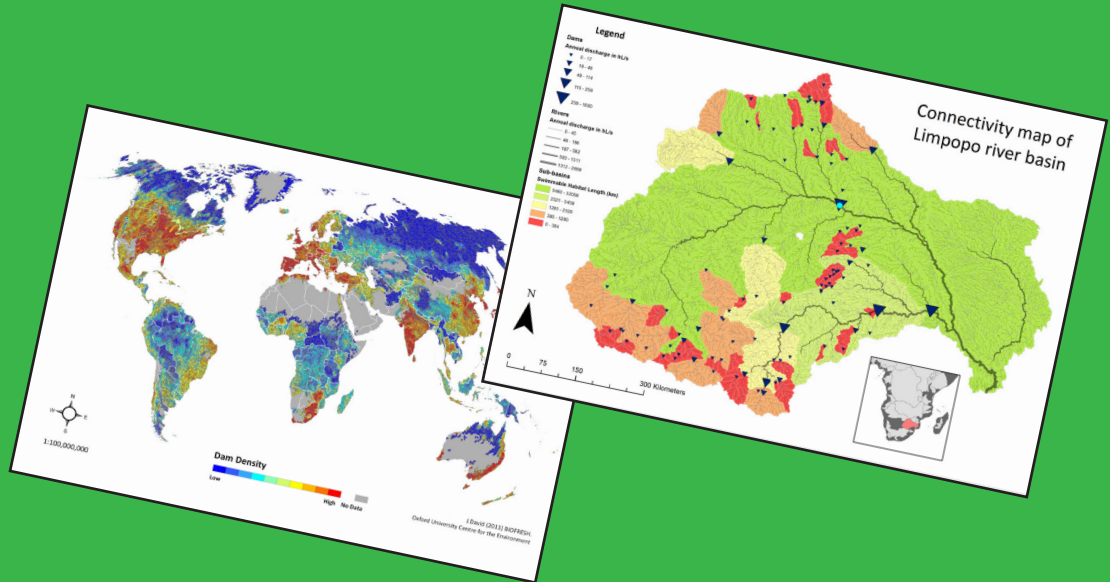 N
W
E
S
1:100,000,000
Dam Density
Low
High
No Data
J David (2011) BIOFRESH
Oxford University Centre for the Environment
Legend
Dams
Annual discharge in hL/s
Rivers
Annual discharge in hL/s
Sub-basins
Swimmable Habitat Length (km)
Connectivity map of
Limpopo river basin
N
0
75
150
300 Kilometers